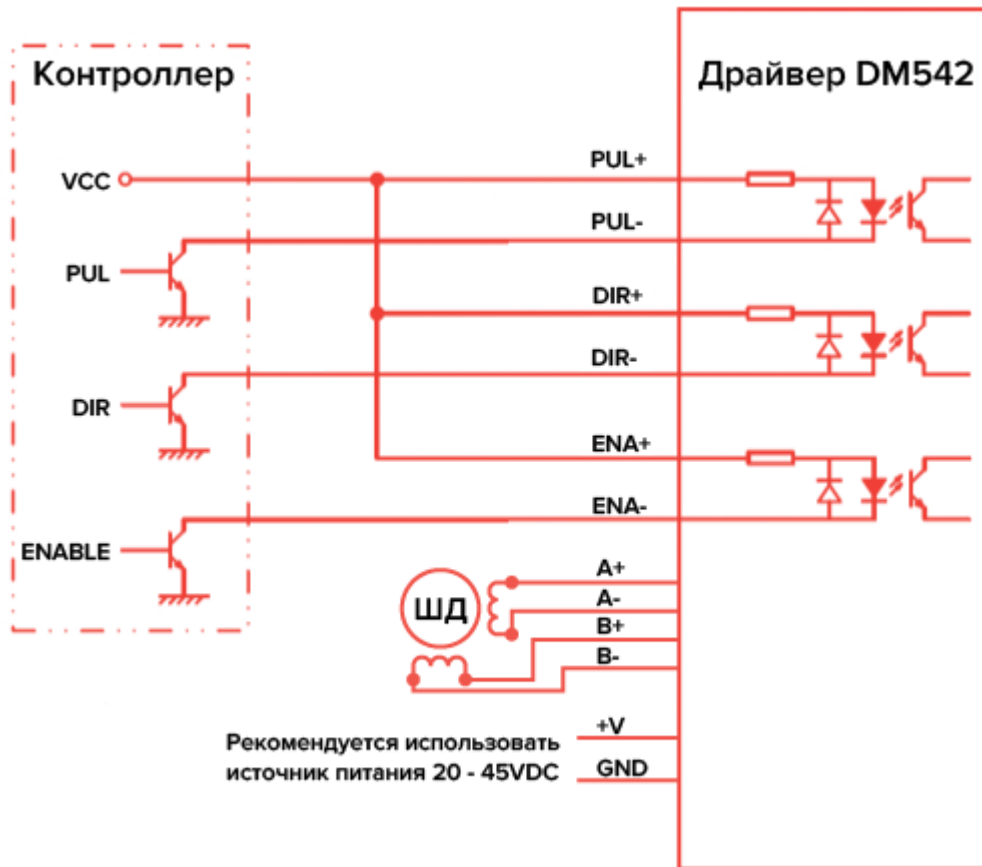 Контроллер
Драйвер DM542
VCC
PUL+
PUL-
PUL
DIR+
DIR-
DIR
ENA+
ENA-
ENABLE
A+
A-
B+
B-
ШД
+V
GND
Рекомендуется использовать
источник питания 20 - 45VDC